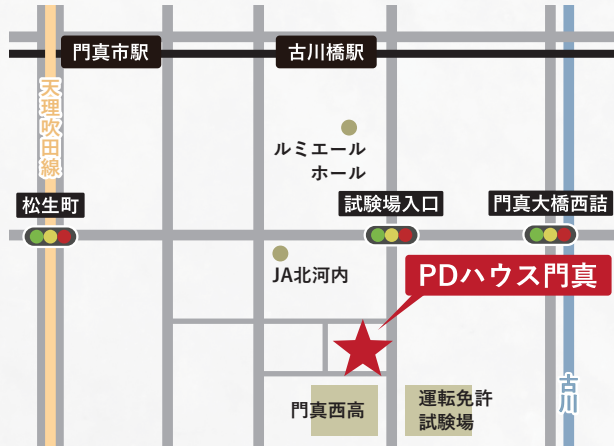 門真市駅
古川橋駅
天理吹田線
ルミエール
ホール
松生町
試験場入口
門真大橋西詰
JA北河内
PDハウス門真
古川
門真西高
運転免許
試験場